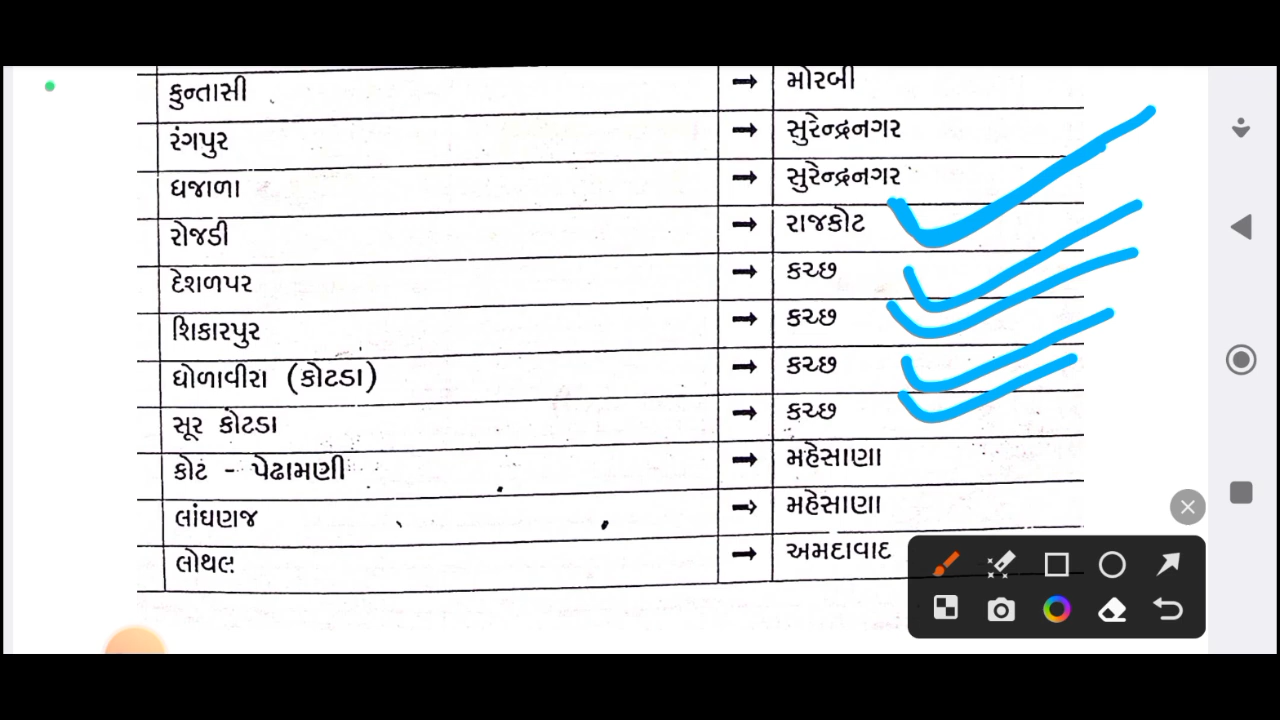 કુન્તાસી → મોરબી
રંગપુર → સુરેન્દ્રનગર
ધજાળા → સુરેન્દ્રનગર
રોજડી → રાજકોટ
દેશળપર → કચ્છ
શિકારપુર → કચ્છ
ધોળાવીરા (કોટડા) → કચ્છ
સૂર કોટડા → કચ્છ
કોટ - પેઢામણી → મહેસાણા
લાંઘણજ → મહેસાણા
લોથલ → અમદાવાદ